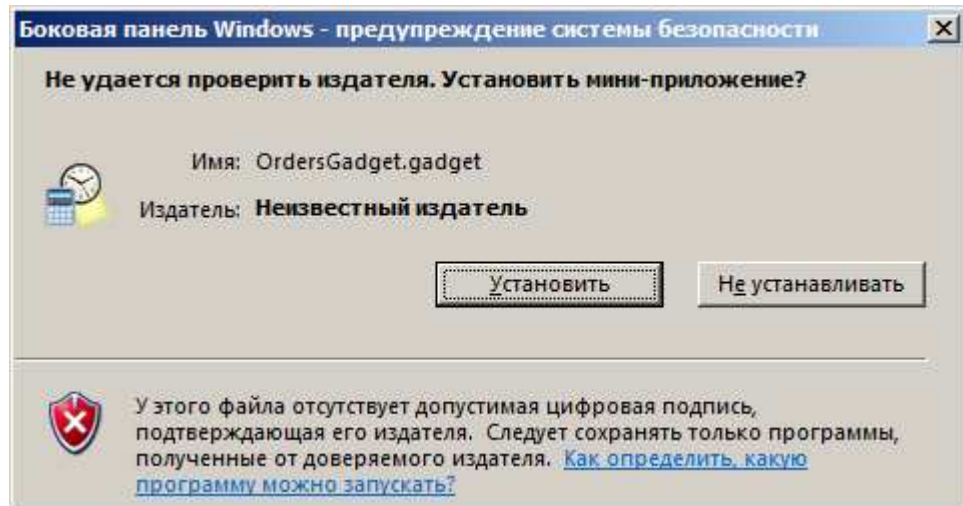 Боковая панель Windows - предупреждение системы безопасности
Не удается проверить издателя. Установить мини-приложение?
Имя: OrdersGadget.gadget
Издатель: Неизвестный издатель
Установить
Не устанавливать
У этого файла отсутствует допустимая цифровая подпись,
подтверждающая его издателя. Следует сохранять только программы,
полученные от доверяемого издателя. Как определить, какую
программу можно запускать?